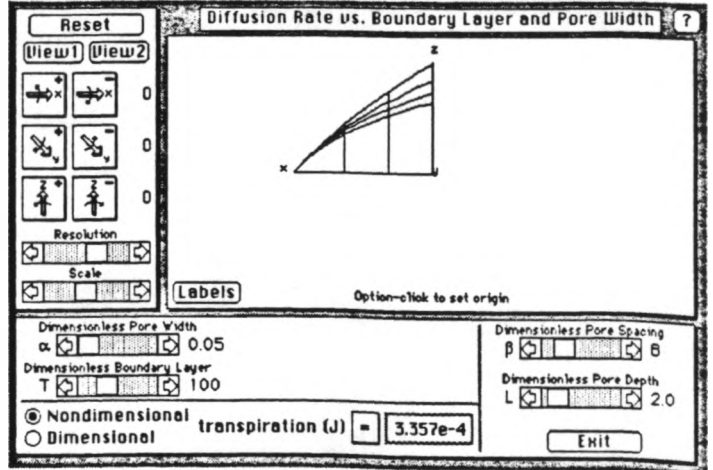 Reset
View1 View2
+ x - x 0
+ y - y 0
z + z - 0
Resolution
Scale
Diffusion Rate vs. Boundary Layer and Pore Width ?
z
x
y
Labels
Option-click to set origin
Dimensionless Pore Width
α 0.05
Dimensionless Boundary Layer
T 100
Nondimensional
Dimensional
transpiration (J) = 3.357e-4
Dimensionless Pore Spacing
β 8
Dimensionless Pore Depth
L 2.0
Exit